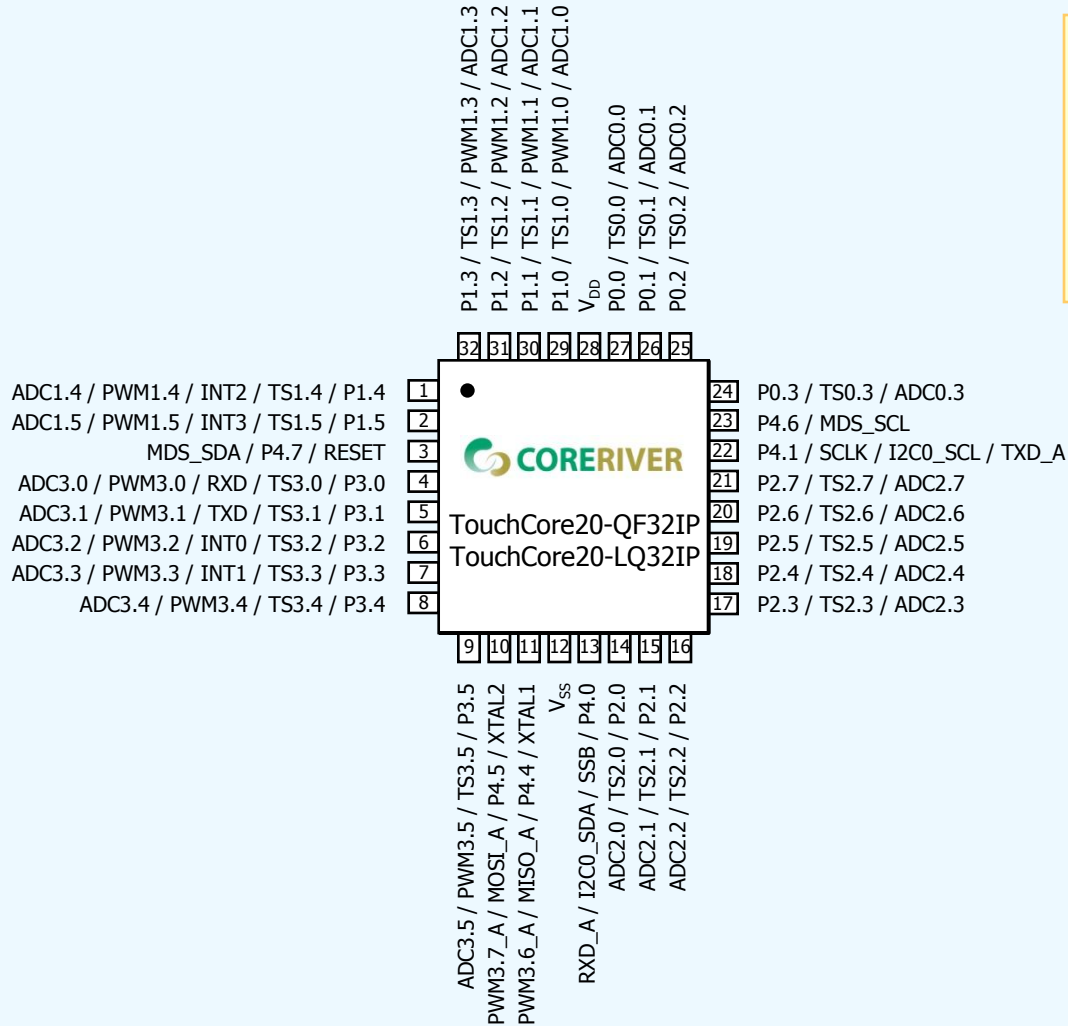 P1.3 / TS1.3 / PWM1.3 / ADC1.3
P1.2 / TS1.2 / PWM1.2 / ADC1.2
P1.1 / TS1.1 / PWM1.1 / ADC1.1
P1.0 / TS1.0 / PWM1.0 / ADC1.0
VDD
P0.0 / TS0.0 / ADC0.0
P0.1 / TS0.1 / ADC0.1
P0.2 / TS0.2 / ADC0.2
32 31 30 29 28 27 26 25
ADC1.4 / PWM1.4 / INT2 / TS1.4 / P1.4 1
ADC1.5 / PWM1.5 / INT3 / TS1.5 / P1.5 2
MDS_SDA / P4.7 / RESET 3
ADC3.0 / PWM3.0 / RXD / TS3.0 / P3.0 4
ADC3.1 / PWM3.1 / TXD / TS3.1 / P3.1 5
ADC3.2 / PWM3.2 / INT0 / TS3.2 / P3.2 6
ADC3.3 / PWM3.3 / INT1 / TS3.3 / P3.3 7
ADC3.4 / PWM3.4 / TS3.4 / P3.4 8
CORERIVER
TouchCore20-QF32IP
TouchCore20-LQ32IP
24 P0.3 / TS0.3 / ADC0.3
23 P4.6 / MDS_SCL
22 P4.1 / SCLK / I2C0_SCL / TXD_A
21 P2.7 / TS2.7 / ADC2.7
20 P2.6 / TS2.6 / ADC2.6
19 P2.5 / TS2.5 / ADC2.5
18 P2.4 / TS2.4 / ADC2.4
17 P2.3 / TS2.3 / ADC2.3
9 10 11 12 13 14 15 16
ADC3.5 / PWM3.5 / TS3.5 / P3.5
PWM3.7_A / MOSI_A / P4.5 / XTAL2
PWM3.6_A / MISO_A / P4.4 / XTAL1
VSS
RXD_A / I2C0_SDA / SSB / P4.0
ADC2.0 / TS2.0 / P2.0
ADC2.1 / TS2.1 / P2.1
ADC2.2 / TS2.2 / P2.2